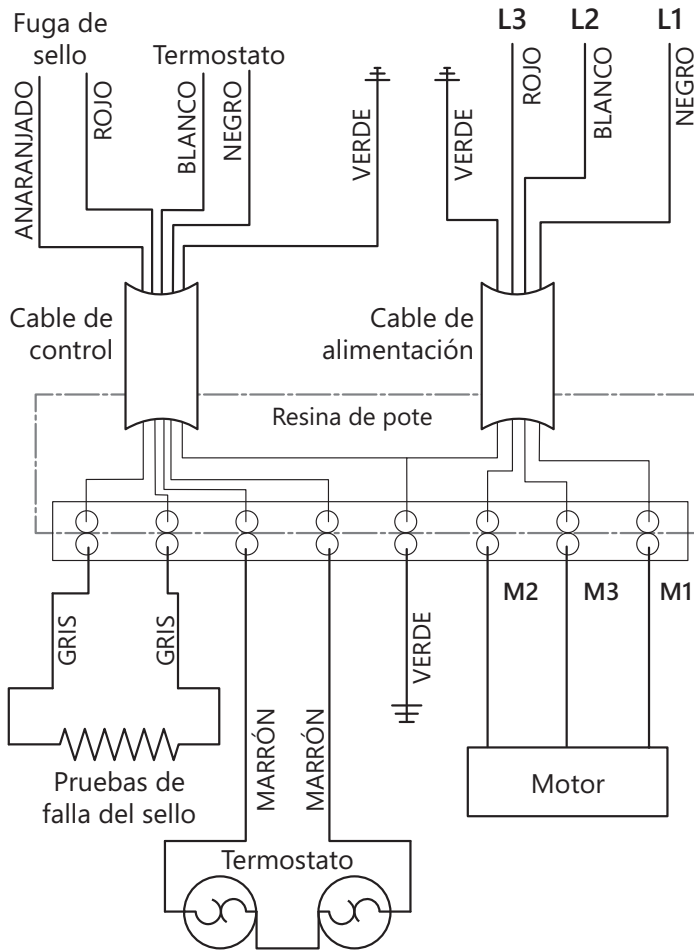 Fuga de
sello
Termostato
L3
L2
L1
ANARANJADO
ROJO
BLANCO
NEGRO
VERDE
VERDE
ROJO
BLANCO
NEGRO
Cable de
control
Cable de
alimentación
Resina de pote
M2
M3
M1
GRIS
GRIS
VERDE
MARRÓN
MARRÓN
Pruebas de
falla del sello
Motor
Termostato